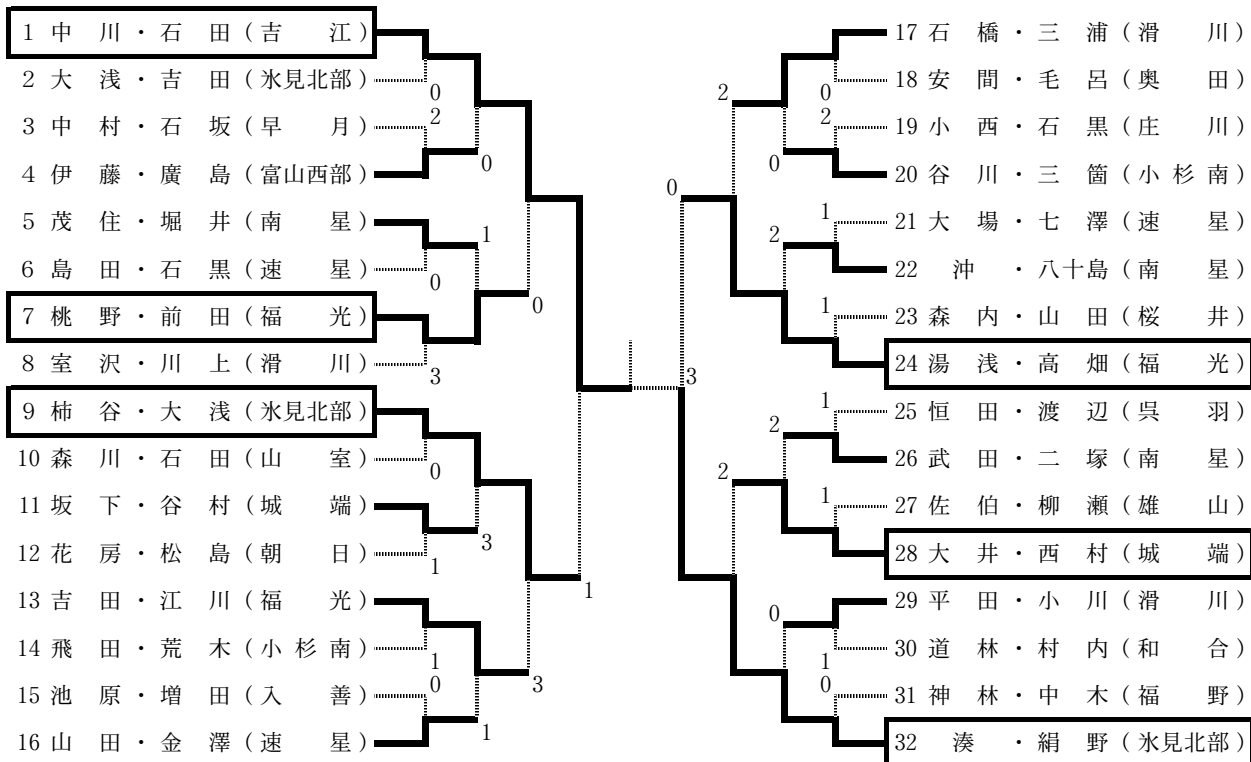 1 中川・石田(吉江)
2 大浅・吉田(氷見北部)
0
3 中村・石坂(早月)
2
4 伊藤・廣島(富山西部)
0
5 茂住・堀井(南星)
1
6 島田・石黒(速星)
0
7 桃野・前田(福光)
0
8 室沢・川上(滑川)
3
9 柿谷・大浅(氷見北部)
10 森川・石田(山室)
0
11 坂下・谷村(城端)
3
12 花房・松島(朝日)
1
13 吉田・江川(福光)
1
14 飛田・荒木(小杉南)
1
15 池原・増田(入善)
0
3
16 山田・金澤(速星)
1
3
17 石橋・三浦(滑川)
18 安間・毛呂(奥田)
0
2
19 小西・石黒(庄川)
2
20 谷川・三箇(小杉南)
0
0
21 大場・七澤(速星)
1
22 沖・八十島(南星)
2
23 森内・山田(桜井)
1
24 湯浅・高畑(福光)
25 恒田・渡辺(呉羽)
1
26 武田・二塚(南星)
2
27 佐伯・柳瀬(雄山)
1
2
28 大井・西村(城端)
29 平田・小川(滑川)
0
30 道林・村内(和合)
1
31 神林・中木(福野)
0
32 湊・絹野(氷見北部)